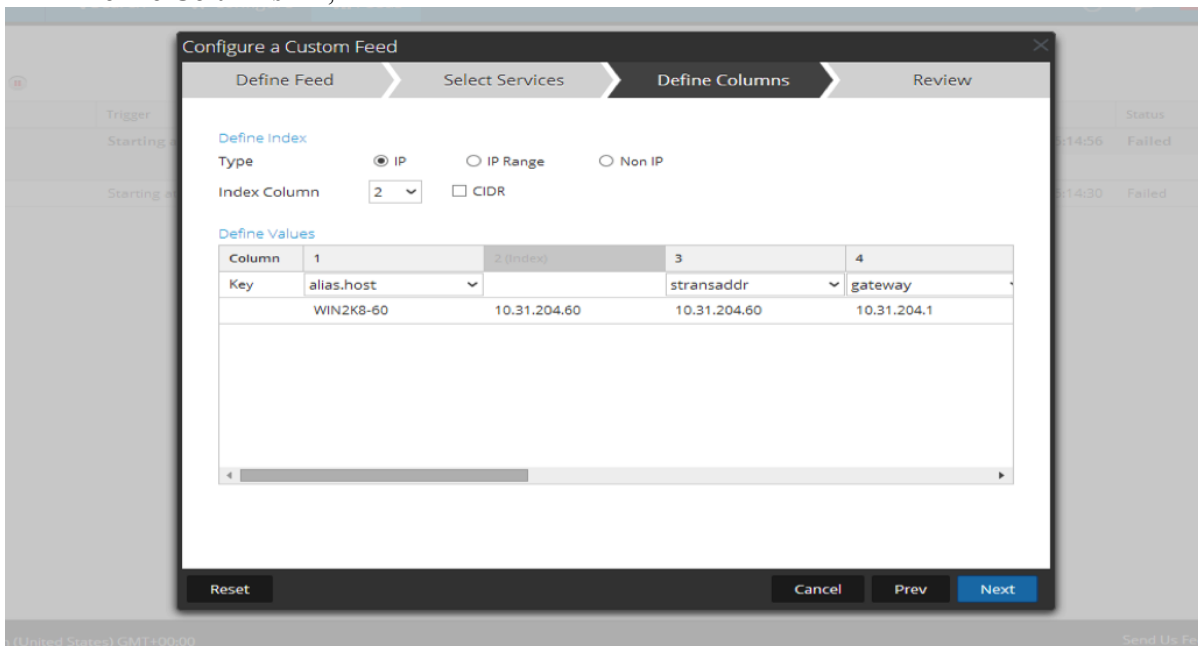 Configure a Custom Feed
Define Feed Select Services Define Columns Review
Trigger Status
Starting a 5:14:56 Failed
Starting at 5:14:30 Failed
Define Index
Type IP IP Range Non IP
Index Column 2 CIDR
Define Values
Column 1 2 (Index) 3 4
Key alias.host stransaddr gateway
WIN2K8-60 10.31.204.60 10.31.204.60 10.31.204.1
Reset Cancel Prev Next
(United States) GMT+00:00 Send Us Fe